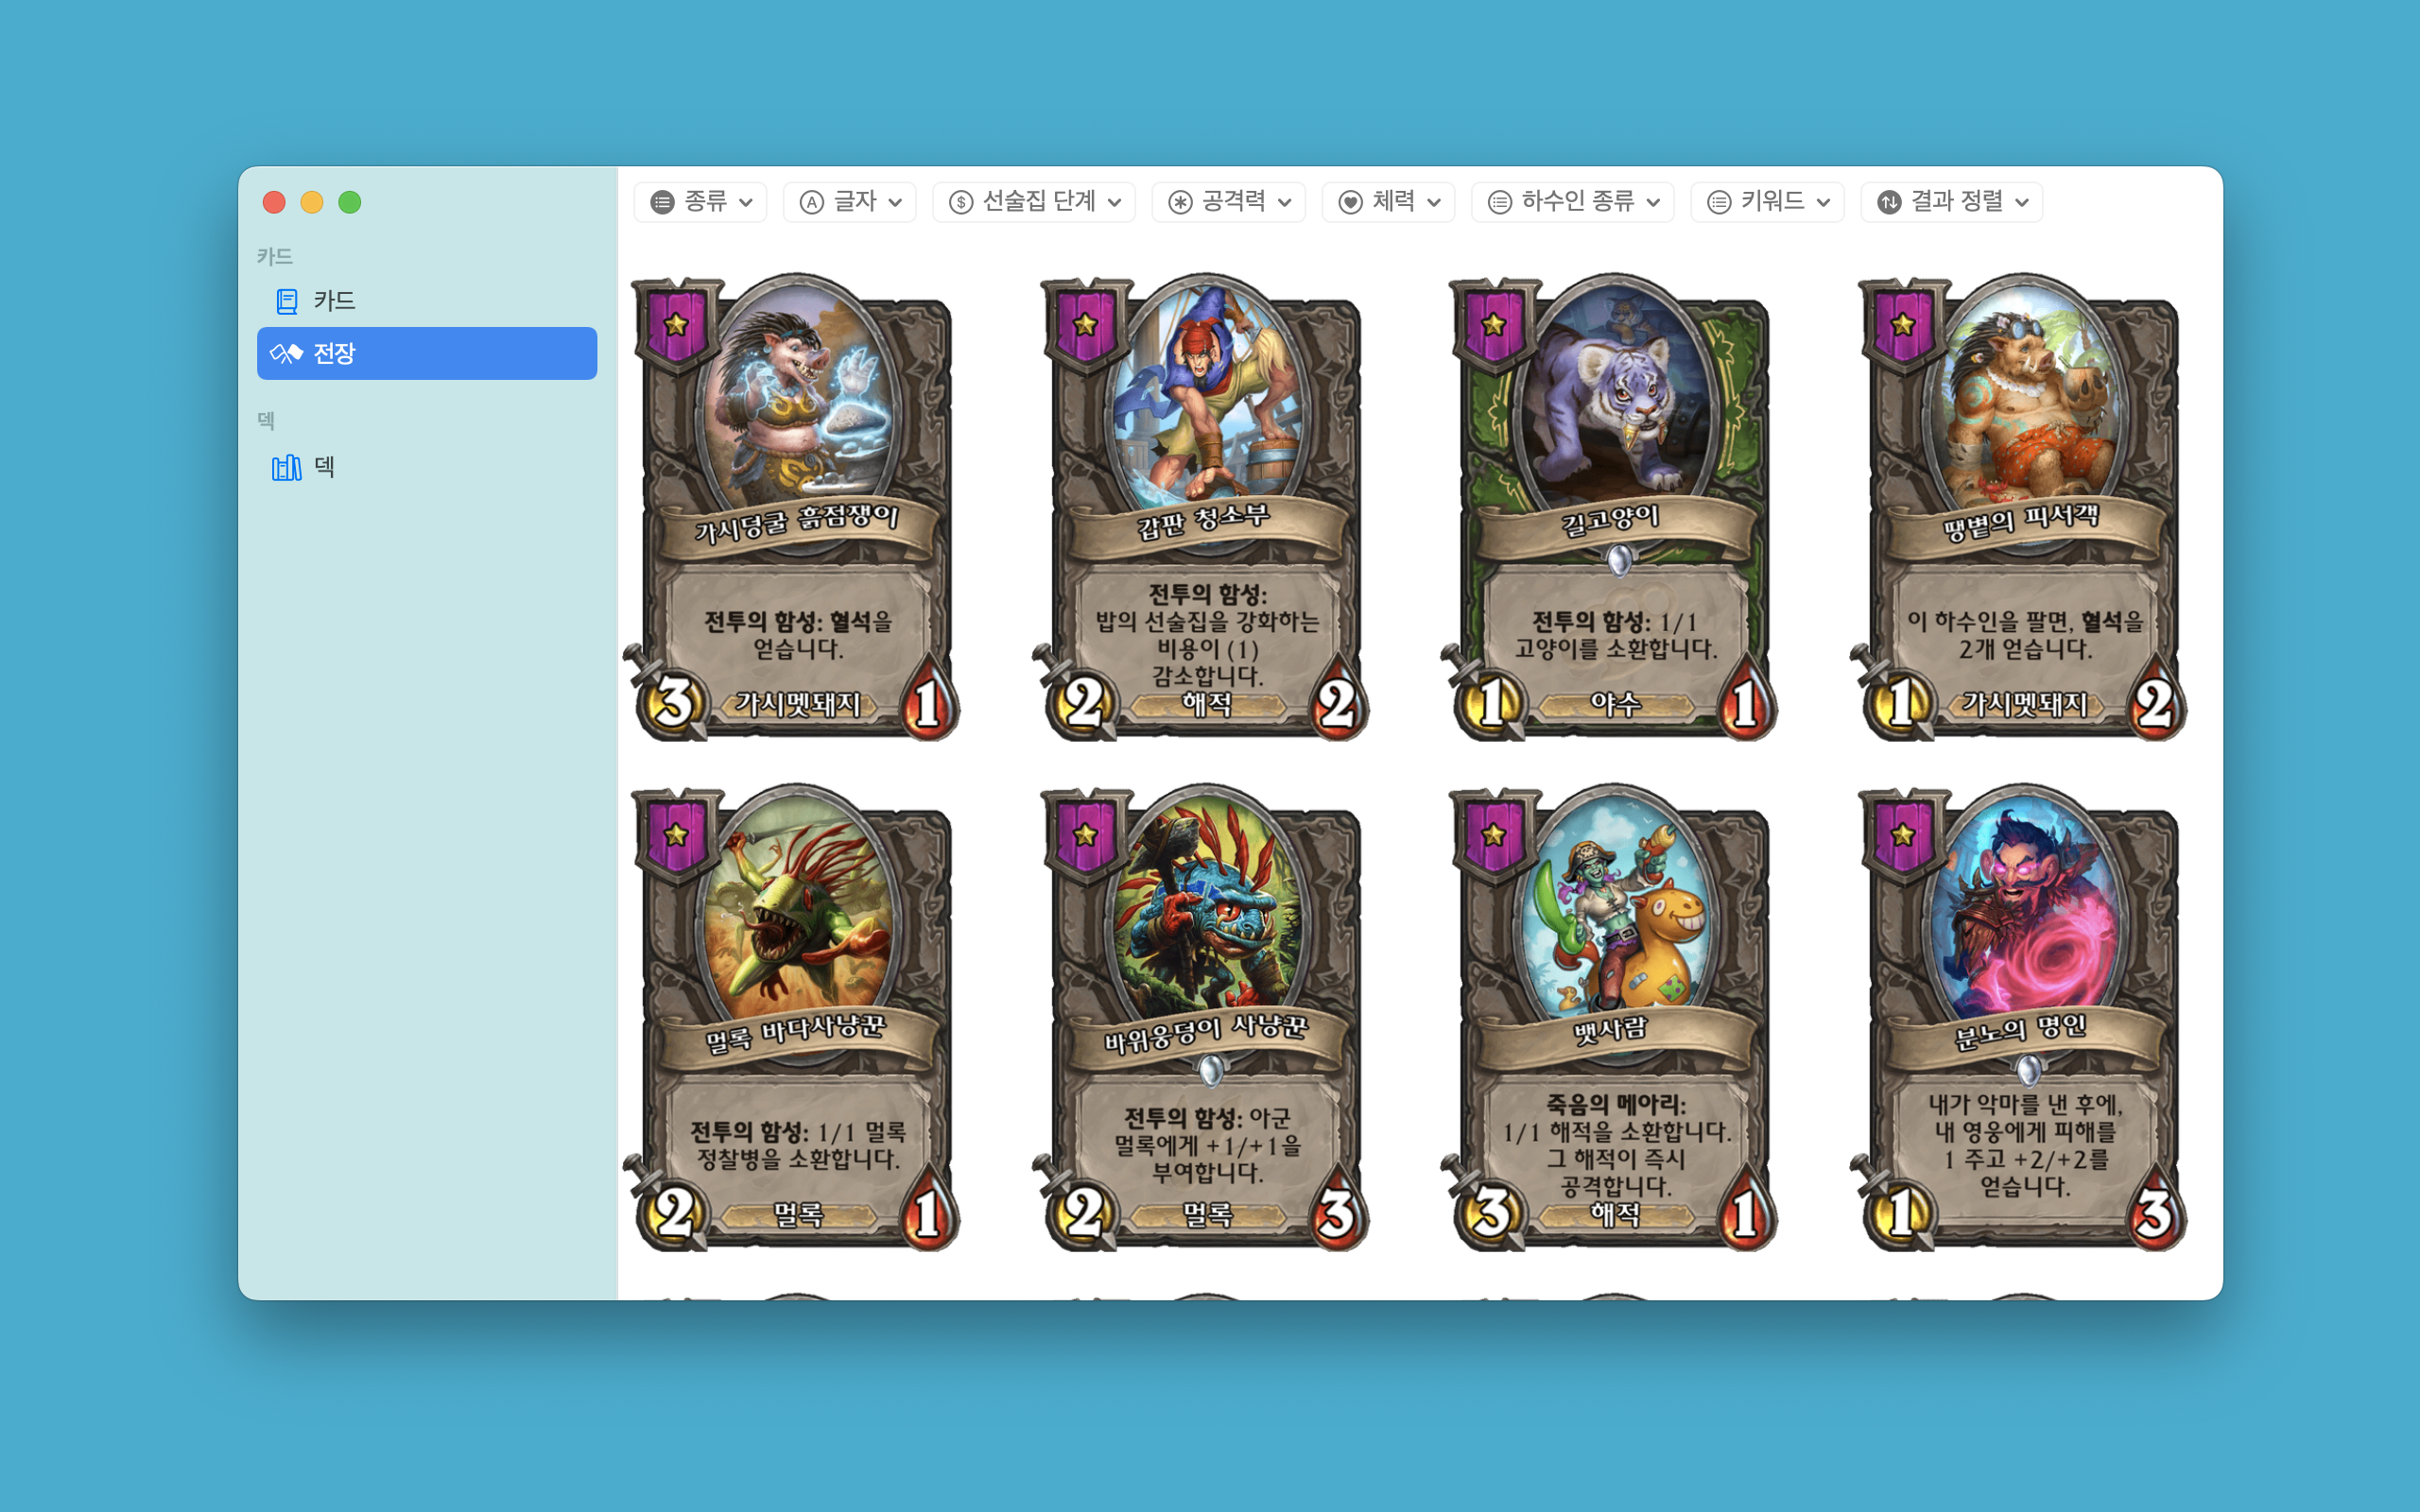 종류
글자
선술집 단계
공격력
체력
하수인 종류
키워드
결과 정렬
카드
카드
전장
덱
덱
가시덩굴 흙점쟁이
전투의 함성: 혈석을
얻습니다.
3
가시멧돼지
1
갑판 청소부
전투의 함성:
밥의 선술집을 강화하는
비용이 (1)
감소합니다.
2
해적
2
길고양이
전투의 함성: 1/1
고양이를 소환합니다.
1
야수
1
땡볕의 피서객
이 하수인을 팔면, 혈석을
2개 얻습니다.
1
가시멧돼지
2
멀록 바다사냥꾼
전투의 함성: 1/1 멀록
정찰병을 소환합니다.
2
멀록
1
바위웅덩이 사냥꾼
전투의 함성: 아군
멀록에게 +1/+1을
부여합니다.
2
멀록
3
뱃사람
죽음의 메아리:
1/1 해적을 소환합니다.
그 해적이 즉시
공격합니다.
3
해적
1
분노의 명인
내가 악마를 낸 후에,
내 영웅에게 피해를
1 주고 +2/+2를
얻습니다.
1
3